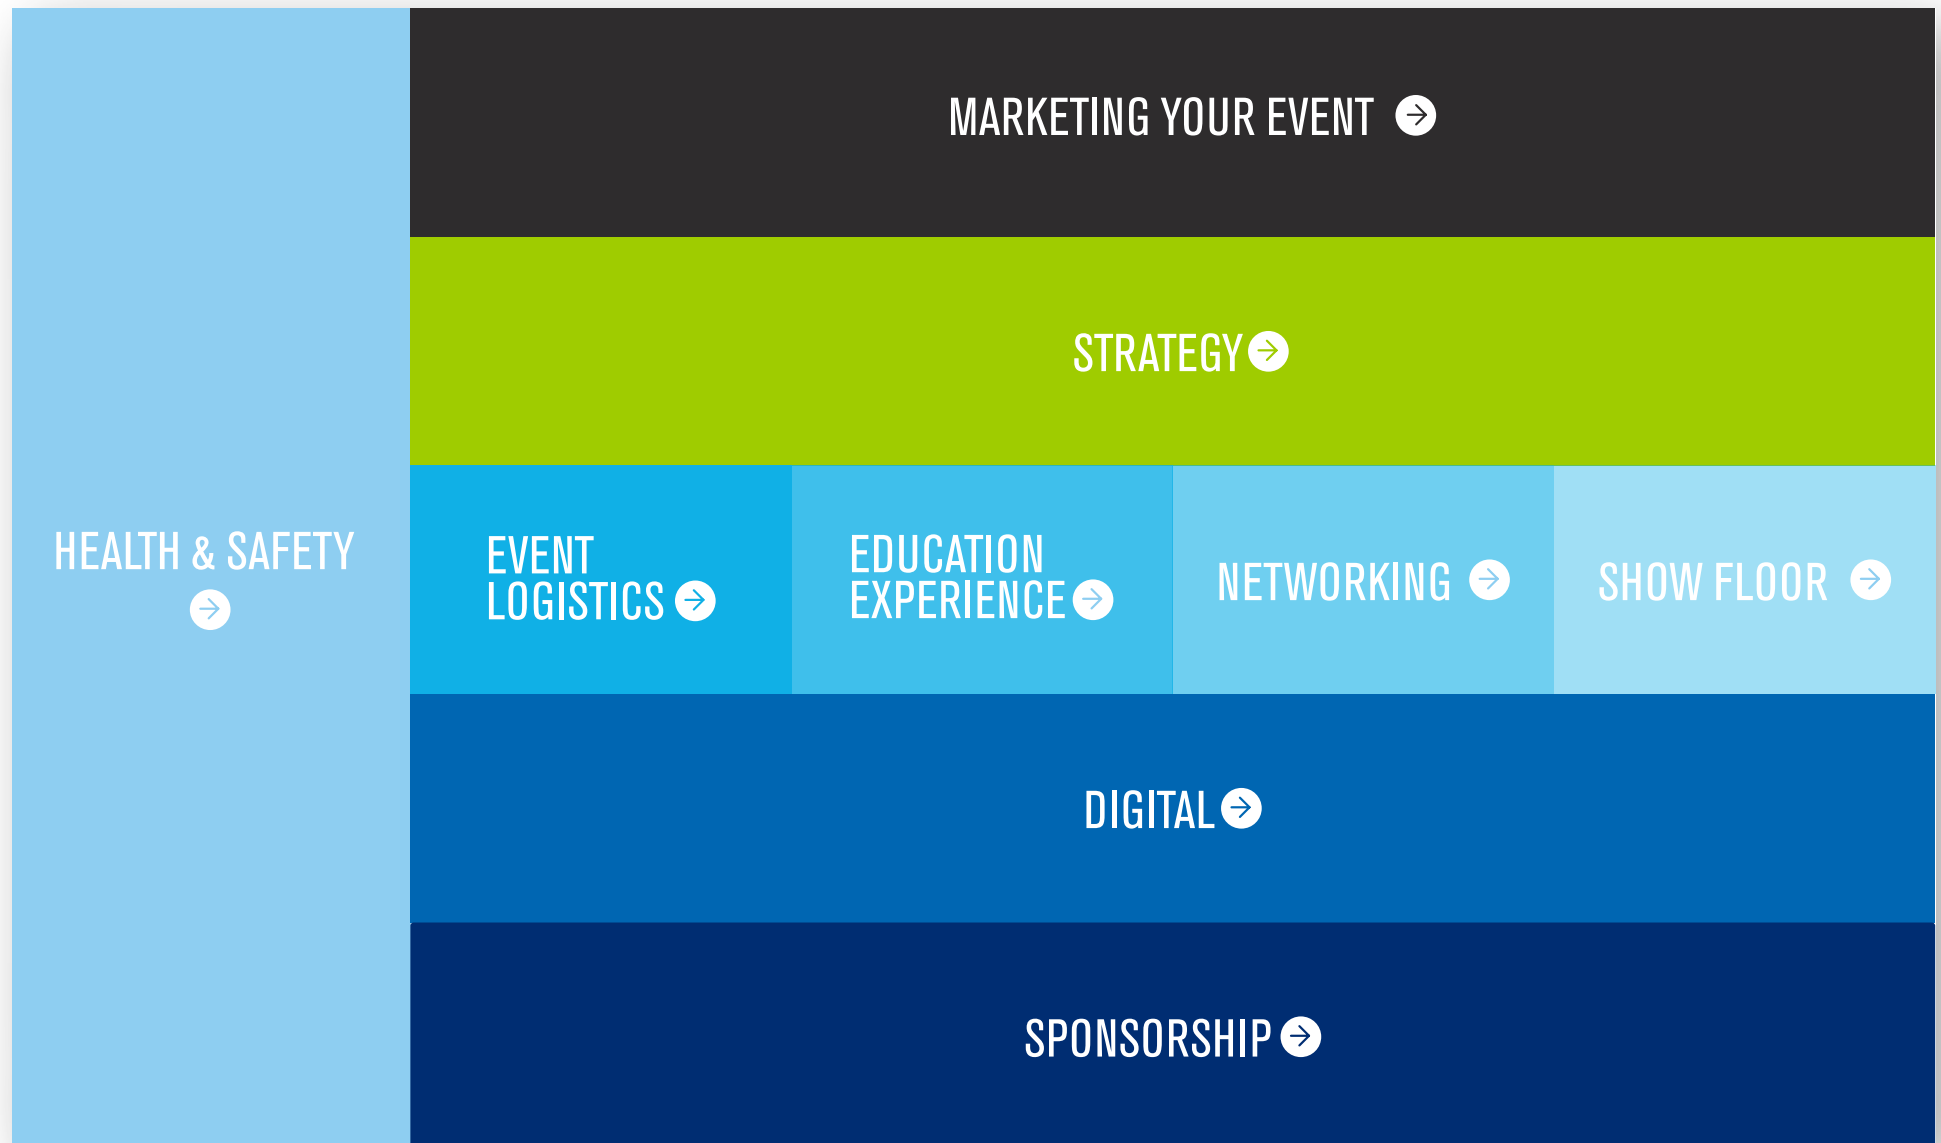 MARKETING YOUR EVENT
STRATEGY
HEALTH & SAFETY
EVENT
LOGISTICS
EDUCATION
EXPERIENCE
NETWORKING
SHOW FLOOR
DIGITAL
SPONSORSHIP